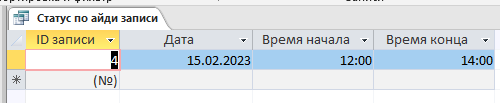 Статус по айди записи
ID записи Дата Время начала Время конца
4 15.02.2023 12:00 14:00
* (№)